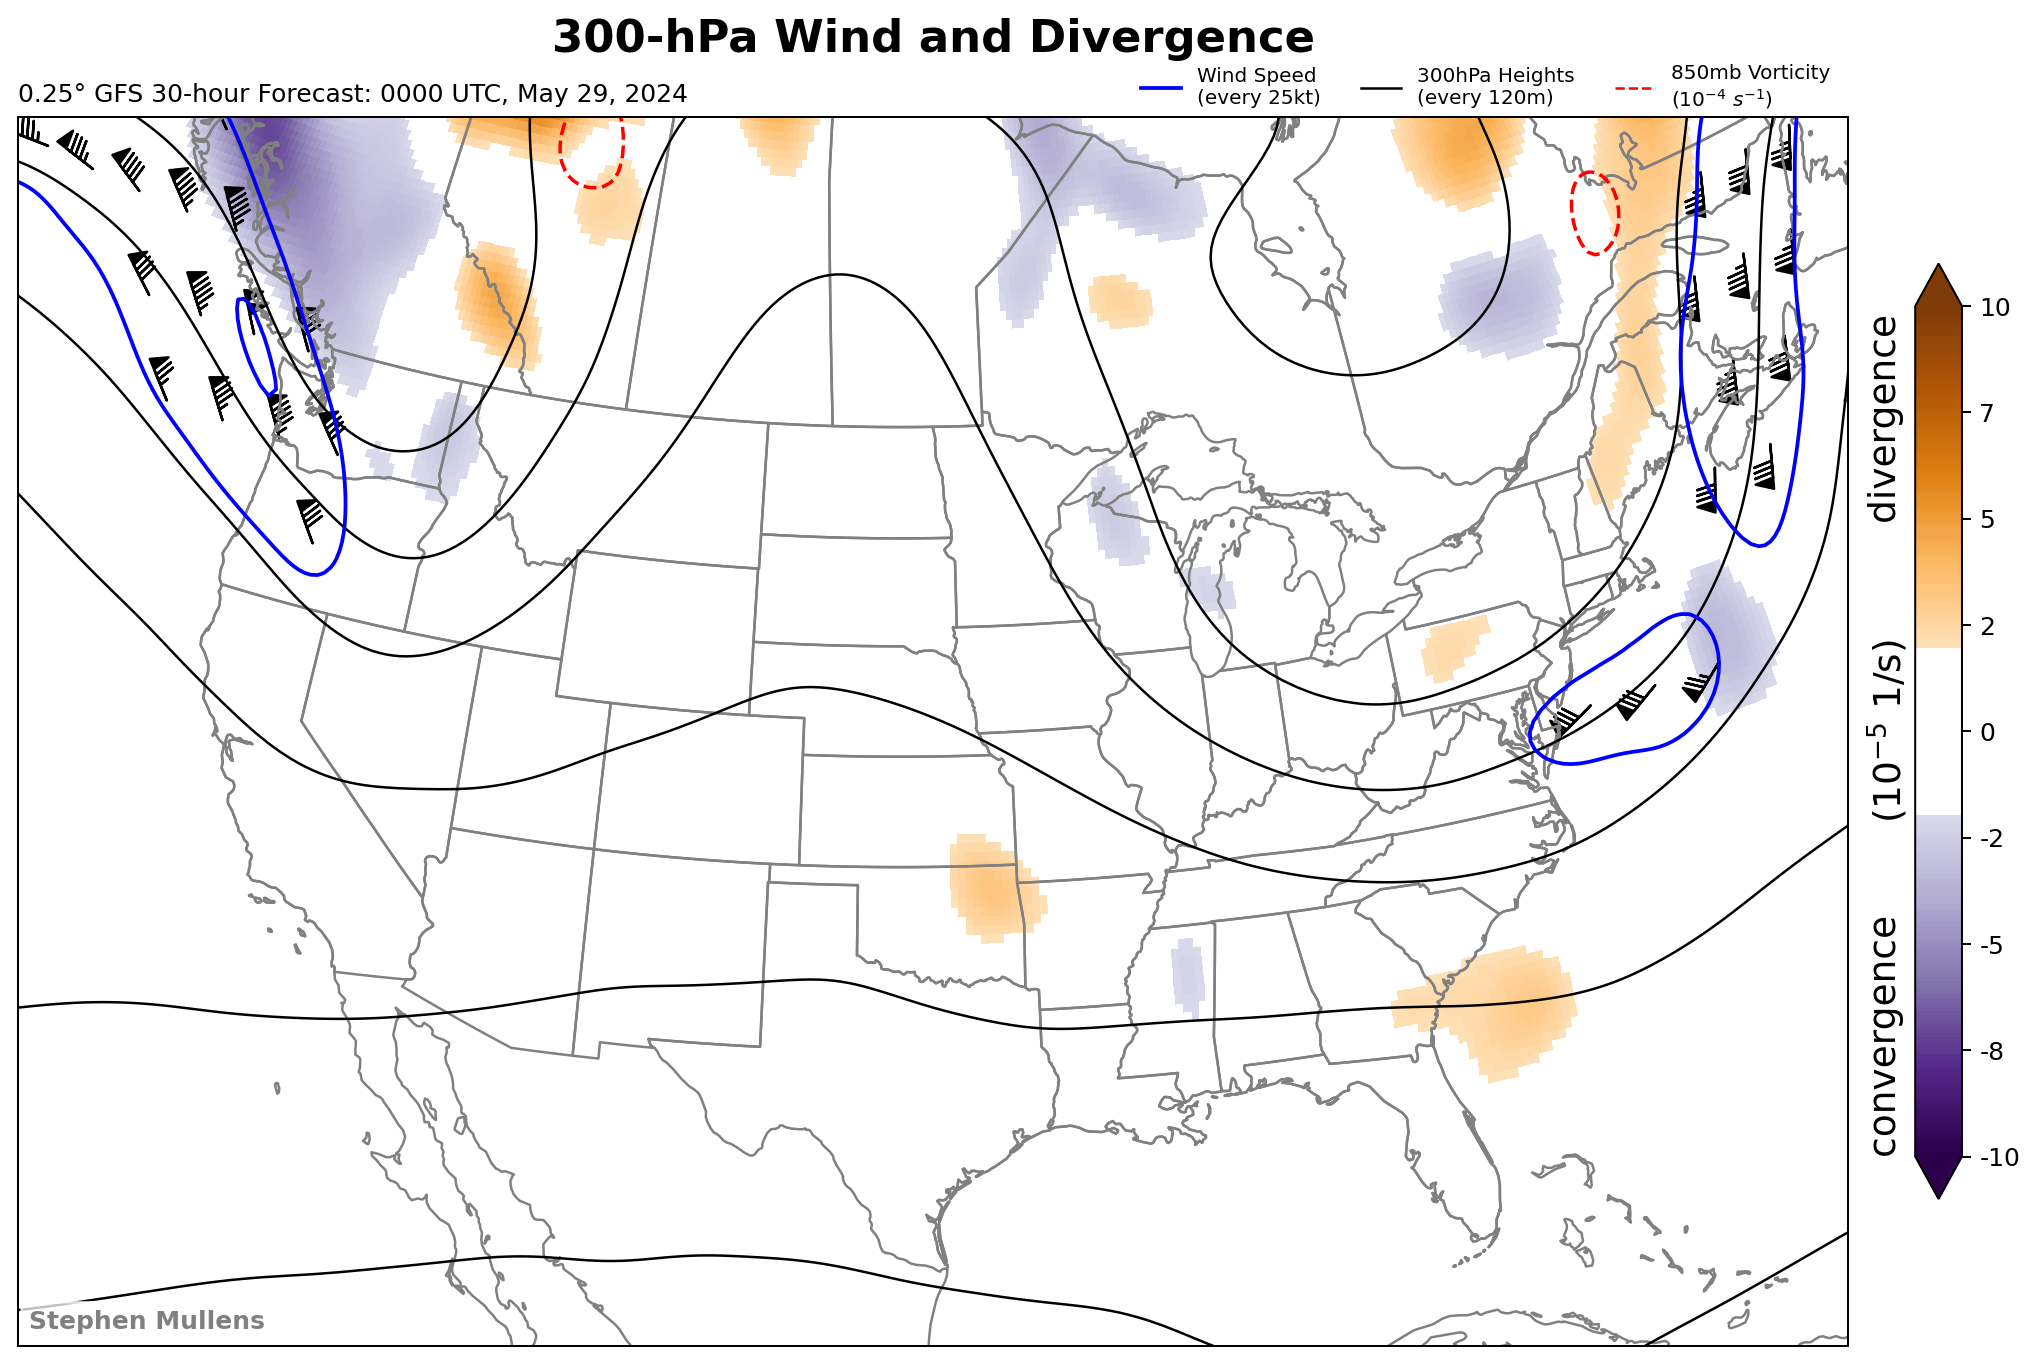 300-hPa Wind and Divergence
0.25° GFS 30-hour Forecast: 0000 UTC, May 29, 2024
Wind Speed
(every 25kt)
300hPa Heights
(every 120m)
850mb Vorticity
(10⁻⁴ s⁻¹)
10
7
5
2
0
-2
-5
-8
-10
convergence (10⁻⁵ 1/s) divergence
Stephen Mullens